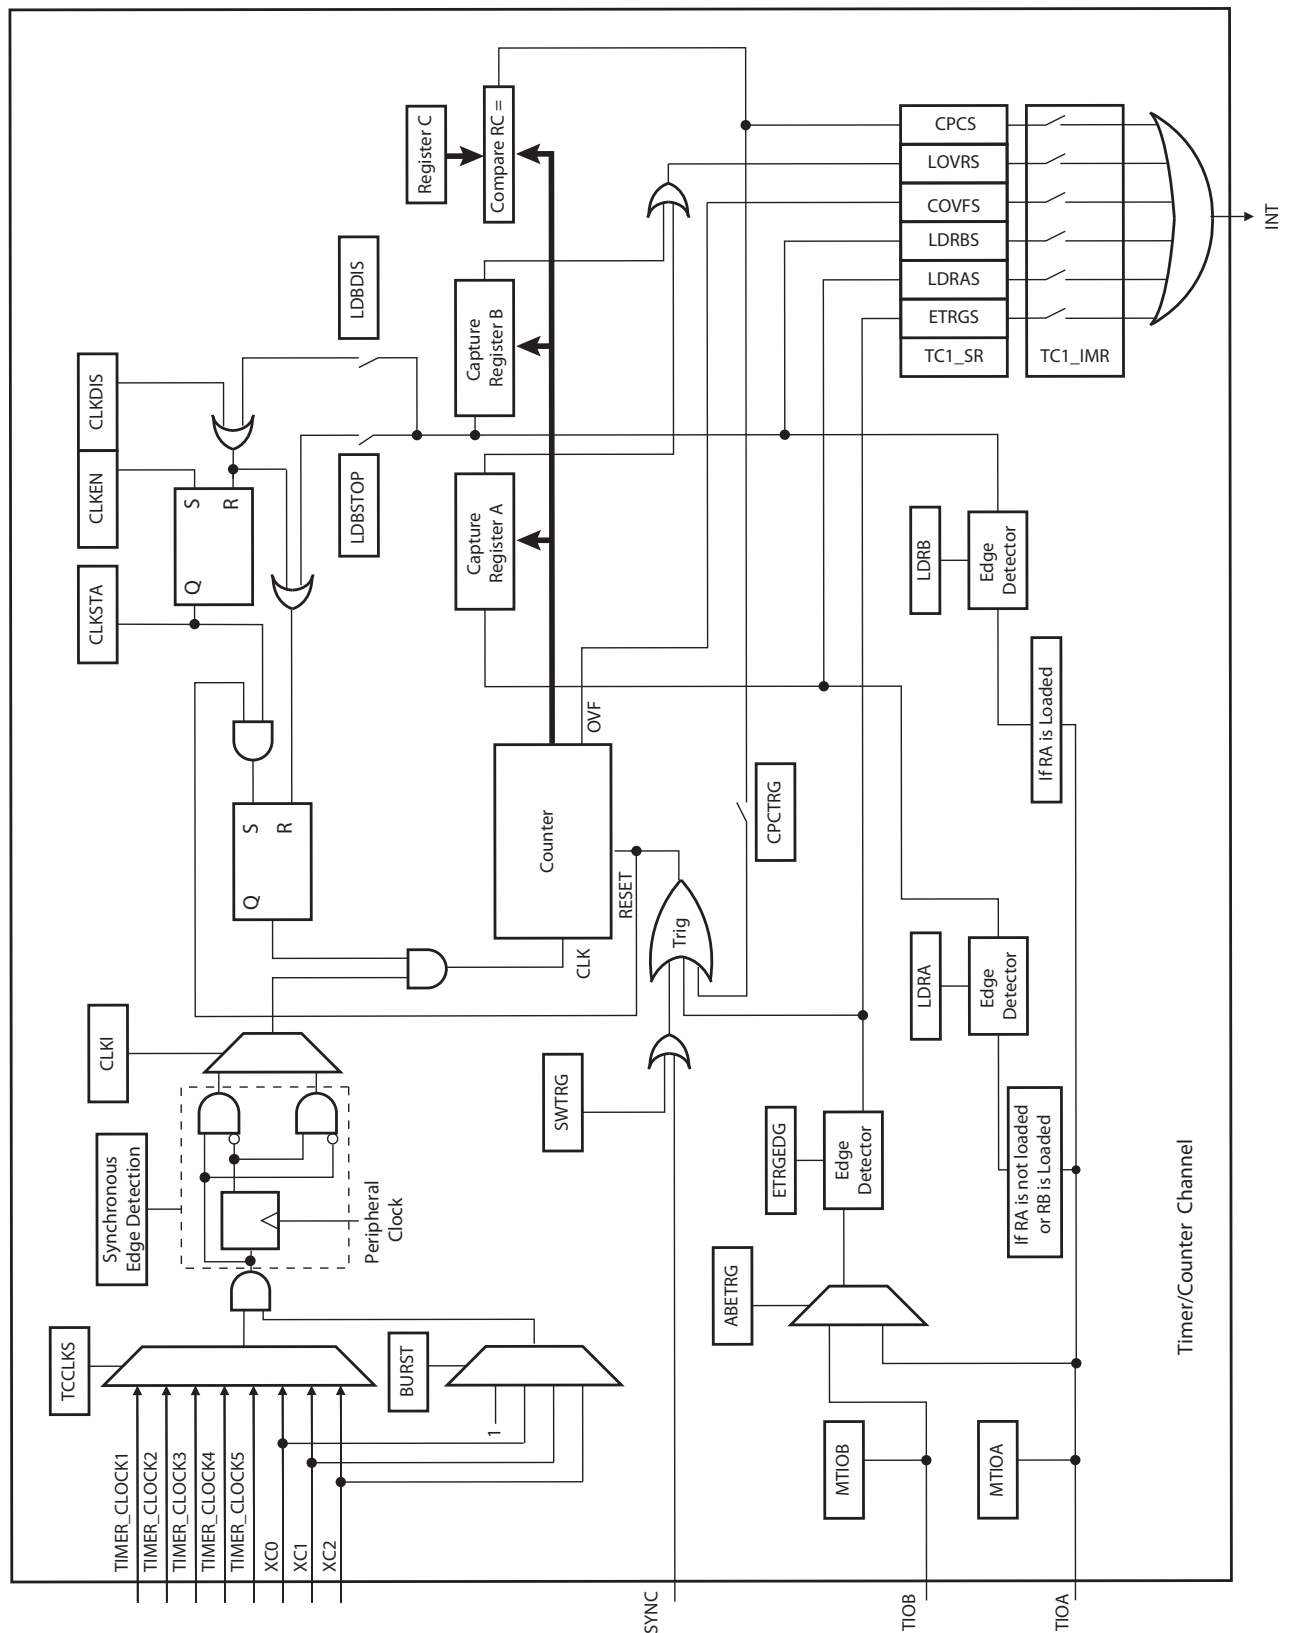 TCCLKS
TIMER_CLOCK1
TIMER_CLOCK2
TIMER_CLOCK3
TIMER_CLOCK4
TIMER_CLOCK5
XC0
XC1
XC2
Synchronous
Edge Detection
CLKI
Peripheral
Clock
BURST
1
CLKSTA
CLKEN
CLKDIS
Q
S
R
Q
S
R
LDBSTOP
LDBDIS
Register C
Capture
Register A
Capture
Register B
Compare RC =
Counter
CLK
OVF
RESET
SWTRG
Trig
SYNC
CPCTRG
ABETRG
ETRGEDG
Edge
Detector
MTIOB
TIOB
MTIOA
TIOA
LDRA
Edge
Detector
If RA is not loaded
or RB is Loaded
LDRB
Edge
Detector
If RA is Loaded
CPCS
LOVRS
COVFS
LDRBS
LDRAS
ETRGS
TC1_SR
TC1_IMR
INT
Timer/Counter Channel